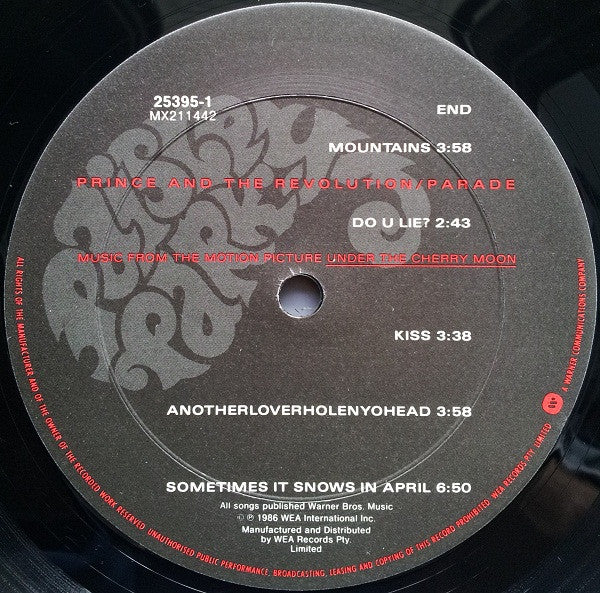 25395-1
MX211442
END
MOUNTAINS 3:58
PRINCE AND THE REVOLUTION/PARADE
DO U LIE? 2:43
MUSIC FROM THE MOTION PICTURE UNDER THE CHERRY MOON
KISS 3:38
ANOTHERLOVERHOLENYOHEAD 3:58
SOMETIMES IT SNOWS IN APRIL 6:50
All songs published Warner Bros. Music
© ℗ 1986 WEA International Inc.
Manufactured and Distributed
by WEA Records Pty.
Limited
PAISLEY
PARK
ALL RIGHTS OF THE MANUFACTURER AND OF THE OWNER OF THE RECORDED WORK RESERVED. UNAUTHORISED PUBLIC PERFORMANCE, BROADCASTING, LEASING AND COPYING OF THIS RECORD PROHIBITED. WEA RECORDS PTY. LIMITED
A WARNER COMMUNICATIONS COMPANY